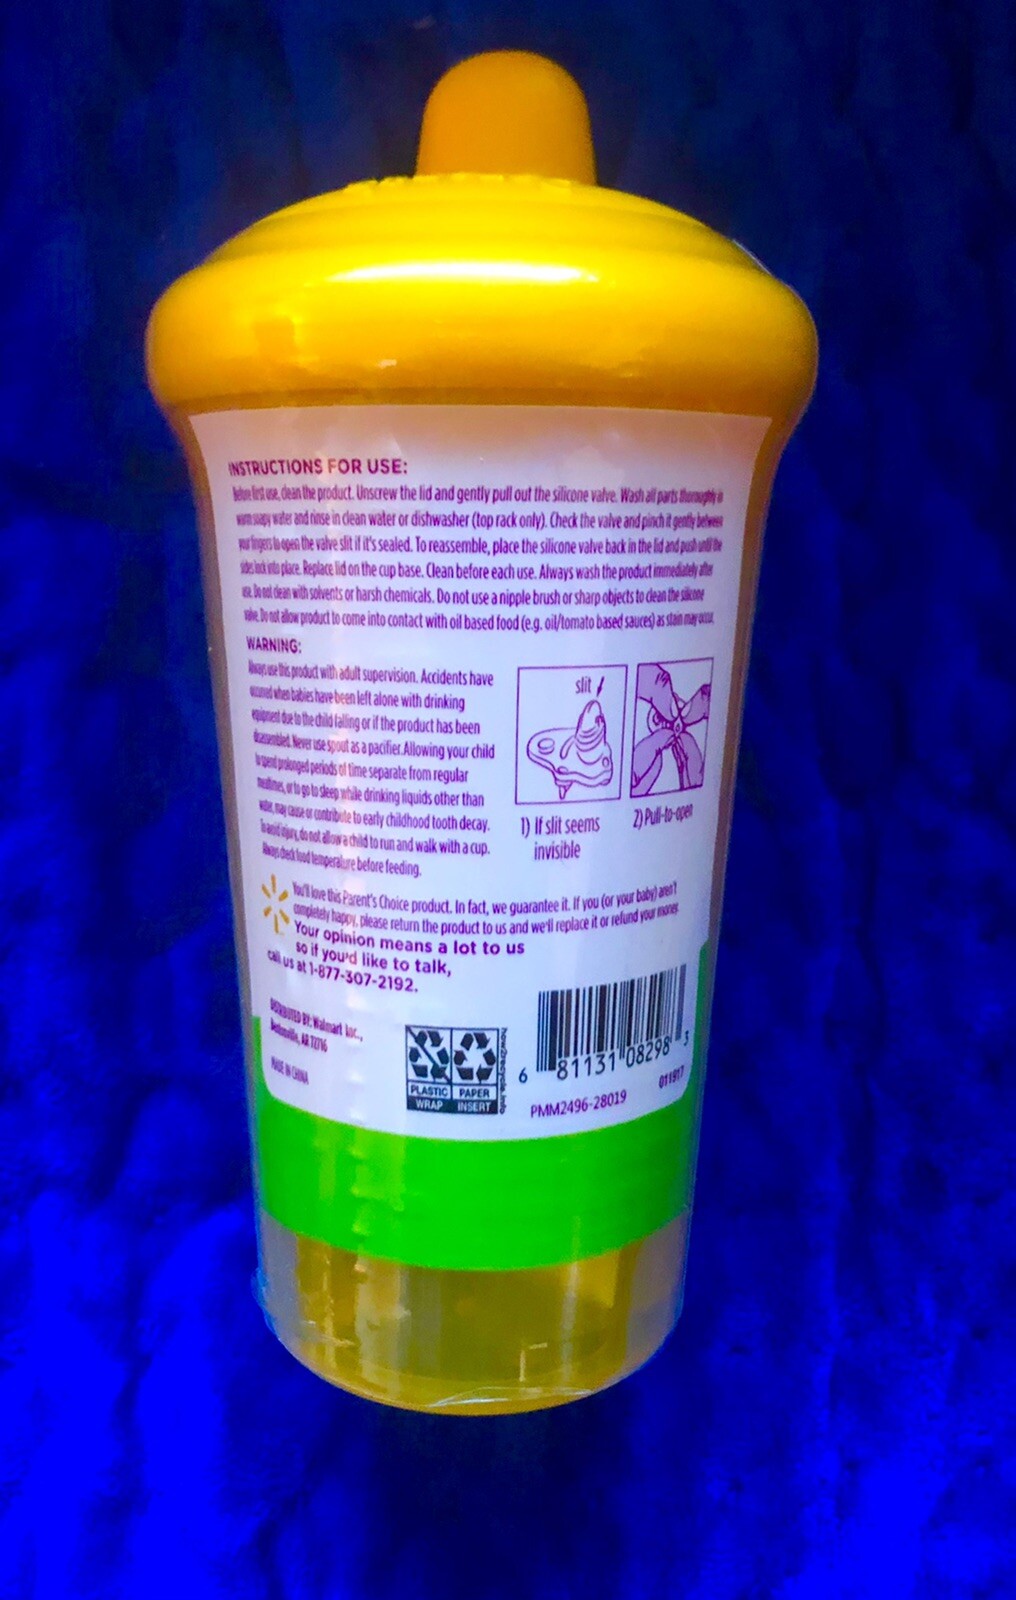 INSTRUCTIONS FOR USE:
Before first use, clean the product. Unscrew the lid and gently pull out the silicone valve. Wash all parts thoroughly in
warm soapy water and rinse in clean water or dishwasher (top rack only). Check the valve and pinch it gently between
your fingers to open the valve slit if it's sealed. To reassemble, place the silicone valve back in the lid and push until the
sides lock into place. Replace lid on the cup base. Clean before each use. Always wash the product immediately after
use. Do not clean with solvents or harsh chemicals. Do not use a nipple brush or sharp objects to clean the silicone
valve. Do not allow product to come into contact with oil based food (e.g. oil/tomato based sauces) as stain may occur.
WARNING:
Always use this product with adult supervision. Accidents have
occurred when babies have been left alone with drinking
equipment due to the child falling or if the product has been
disassembled. Never use spout as a pacifier. Allowing your child
to spend prolonged periods of time separate from regular
mealtimes, or to go to sleep while drinking liquids other than
water, may cause or contribute to early childhood tooth decay.
To avoid injury, do not allow a child to run and walk with a cup.
Always check food temperature before feeding.
slit
1) If slit seems
invisible
2) Pull-to-open
You'll love this Parent's Choice product. In fact, we guarantee it. If you (or your baby) aren't
completely happy, please return the product to us and we'll replace it or refund your money.
Your opinion means a lot to us
so if you'd like to talk,
call us at 1-877-307-2192.
DISTRIBUTED BY: Walmart Inc.,
Bentonville, AR 72716
MADE IN CHINA
PLASTIC WRAP
PAPER INSERT
how2recycle.info
6 81131 08298 3
PMM2496-28019
011917